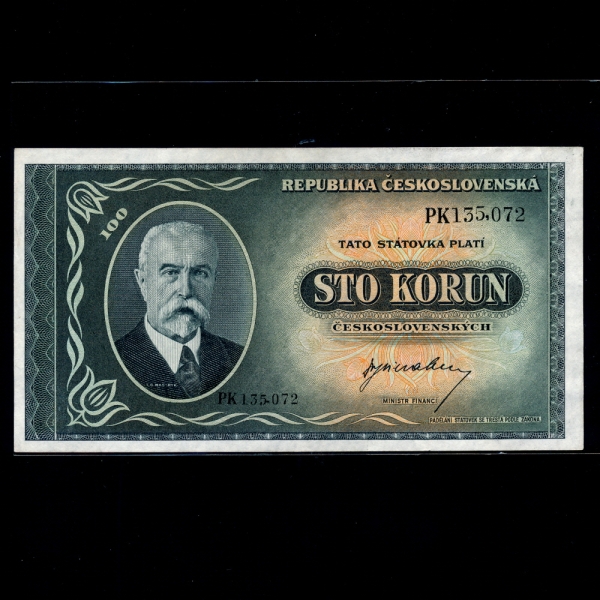 REPUBLIKA ČESKOSLOVENSKÁ
100
PK135,072
TATO STÁTOVKA PLATÍ
STO KORUN
ČESKOSLOVENSKÝCH
PK135,072
MINISTR FINANCÍ
PADĚLÁNÍ STÁTOVEK SE TRESTÁ PODLE ZÁKONA